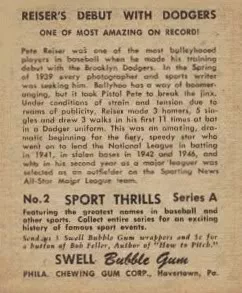 REISER'S DEBUT WITH DODGERS
ONE OF MOST AMAZING ON RECORD!
Pete Reiser was one of the most ballyhooed
players in baseball when he made his training
debut with the Brooklyn Dodgers. In the Spring
of 1939 every photographer and sports writer
was seeking him. Ballyhoo has a way of boomer-
anging, but it took Pistol Pete to break the jinx.
Under conditions of strain and tension due to
reams of publicity, Reiser made 3 homers, 5 sin-
gles and drew 3 walks in his first 11 times at bat
in a Dodger uniform. This was an amazing, dra-
matic beginning for the fiery, speedy star who
went on to lead the National League in batting
in 1941, in stolen bases in 1942 and 1946, and
who in his second year as a major leaguer was
selected as an outfielder on the Sporting News
All-Star Major League team.
No.2 SPORT THRILLS Series A
Featuring the greatest names in baseball and
other sports. Collect entire series for an exciting
history of famous sport events.
Send us 3 Swell Bubble Gum wrappers and 5c for
a button of Bob Feller, Author of "How to Pitch."
SWELL Bubble Gum
PHILA. CHEWING GUM CORP., Havertown, Pa.